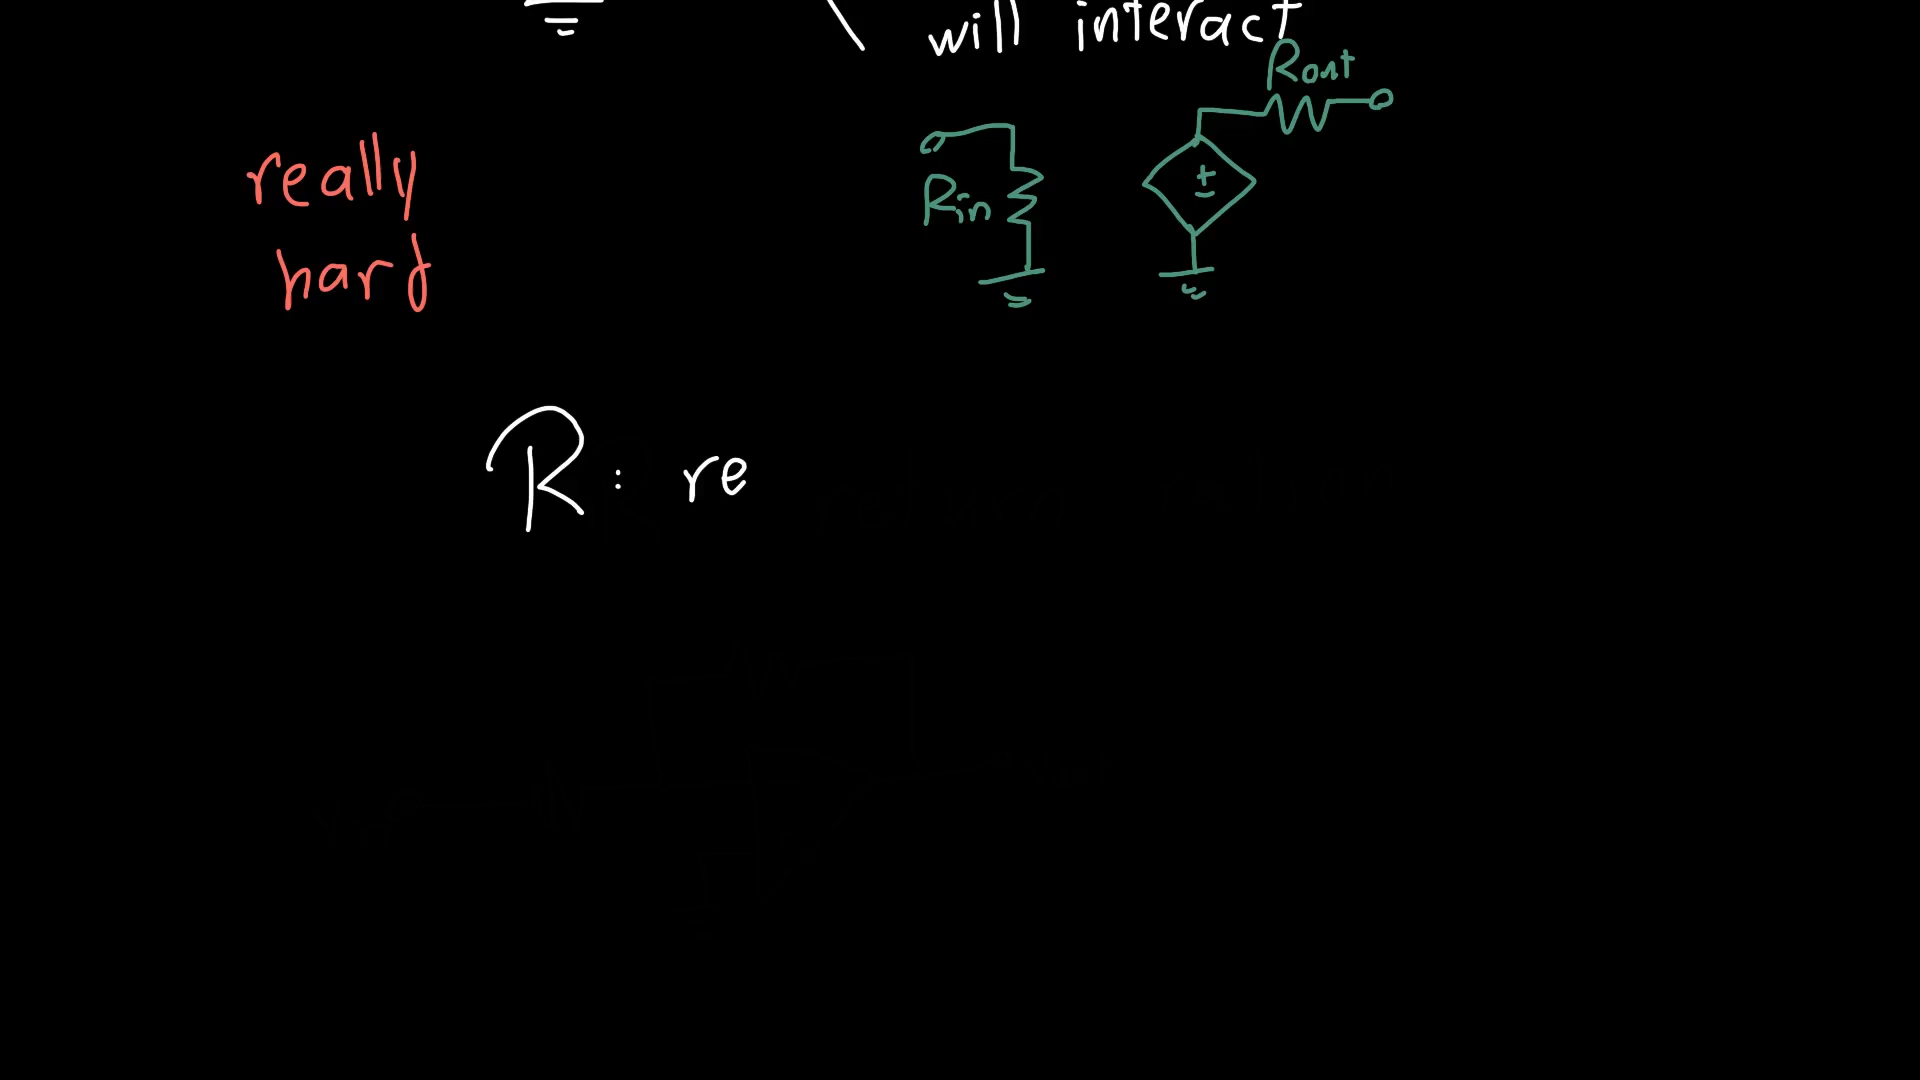 will interact
Rout
really
Rin
+
hard
R: re